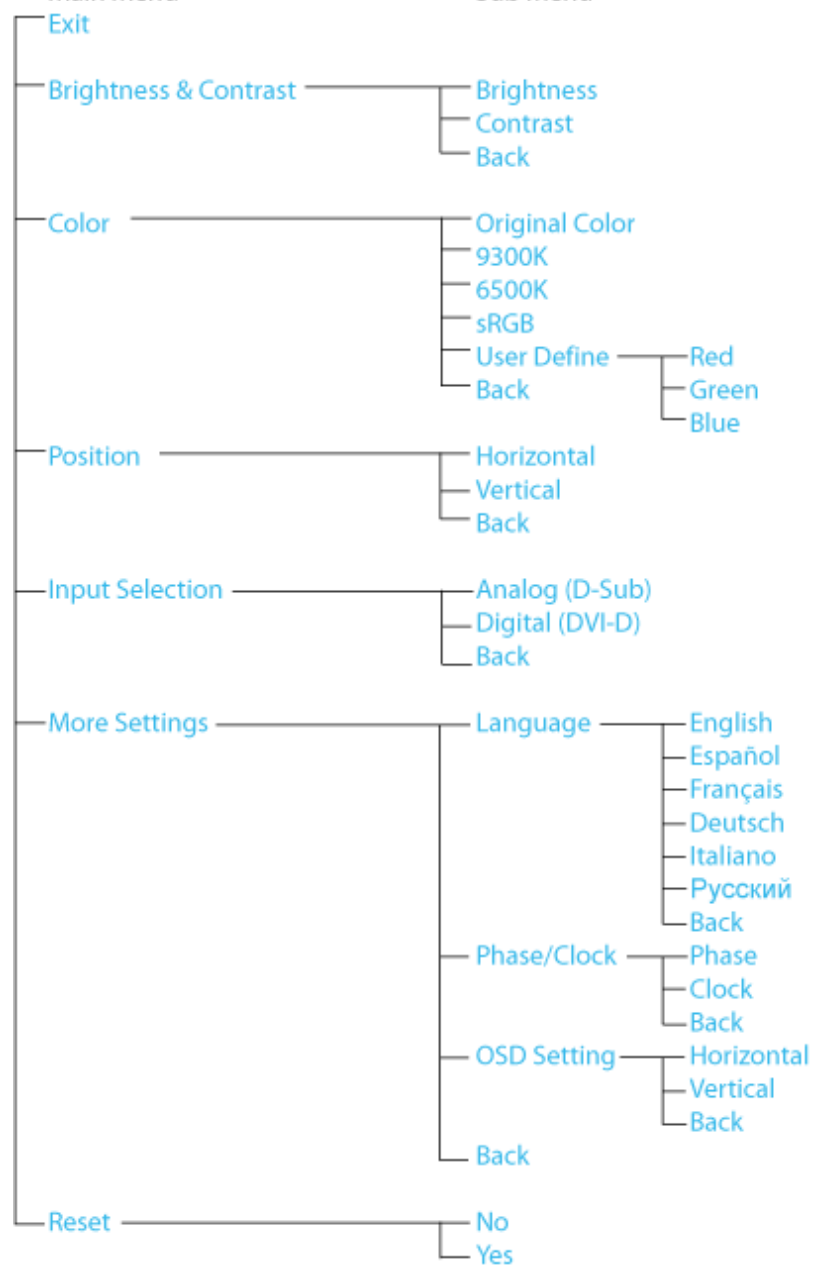 Exit
Brightness & Contrast Brightness
Contrast
Back
Color Original Color
9300K
6500K
sRGB
User Define Red
Back Green
Blue
Position Horizontal
Vertical
Back
Input Selection Analog (D-Sub)
Digital (DVI-D)
Back
More Settings Language English
Español
Français
Deutsch
Italiano
Русский
Back
Phase/Clock Phase
Clock
Back
OSD Setting Horizontal
Vertical
Back
Back
Reset No
Yes